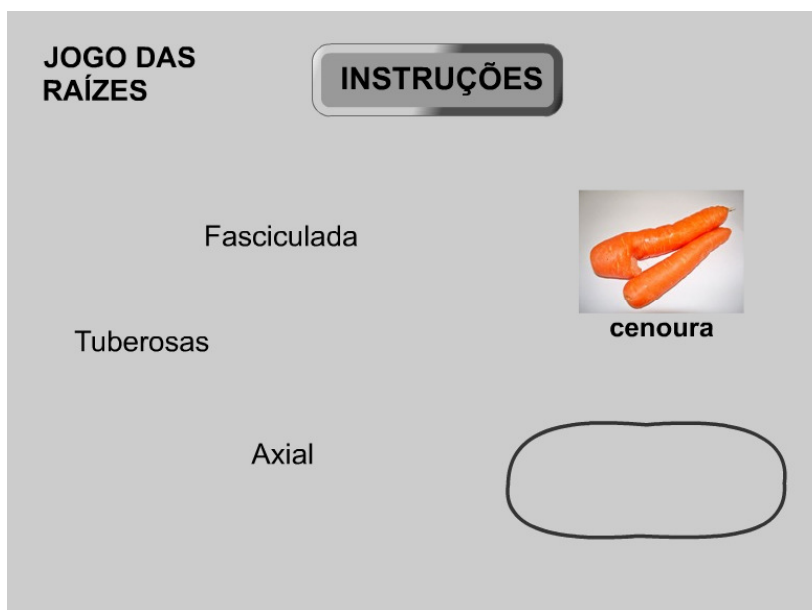 JOGO DAS
RAÍZES
INSTRUÇÕES
Fasciculada
cenoura
Tuberosas
Axial